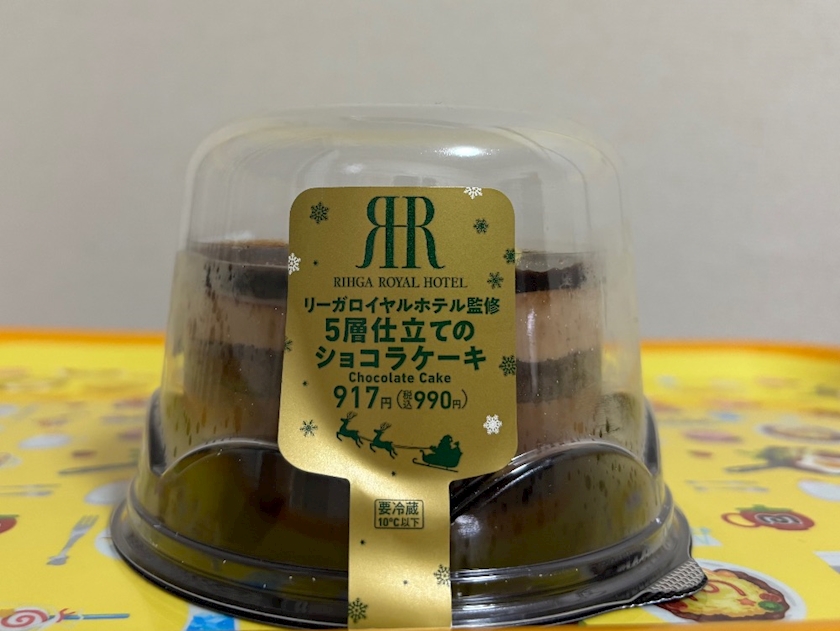 RIHGA ROYAL HOTEL
リーガロイヤルホテル監修
5層仕立ての
ショコラケーキ
Chocolate Cake
917円(税込990円)
要冷蔵
10℃以下